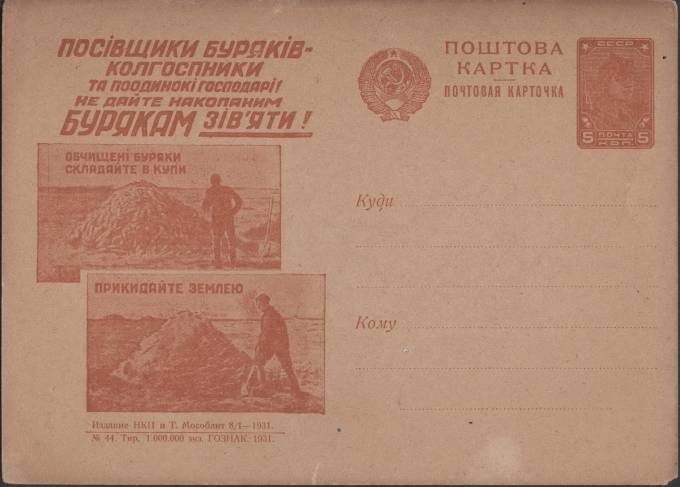 ПОСІВЩИКИ БУРЯКІВ-
КОЛГОСПНИКИ
ТА ПООДИНОКІ ГОСПОДАРІ!
НЕ ДАЙТЕ НАКОПАНИМ
БУРЯКАМ ЗІВ'ЯТИ!
ОБЧИЩЕНІ БУРЯКИ
СКЛАДАЙТЕ В КУПИ
ПРИКИДАЙТЕ ЗЕМЛЕЮ
Издание НКП и Т. Мособлит 8/I—1931.
№ 44. Тир. 1.000.000 экз. ГОЗНАК. 1931.
ПОШТОВА
КАРТКА
ПОЧТОВАЯ КАРТОЧКА
СССР
5 ПОЧТА 5
КОП.
Куди
Кому